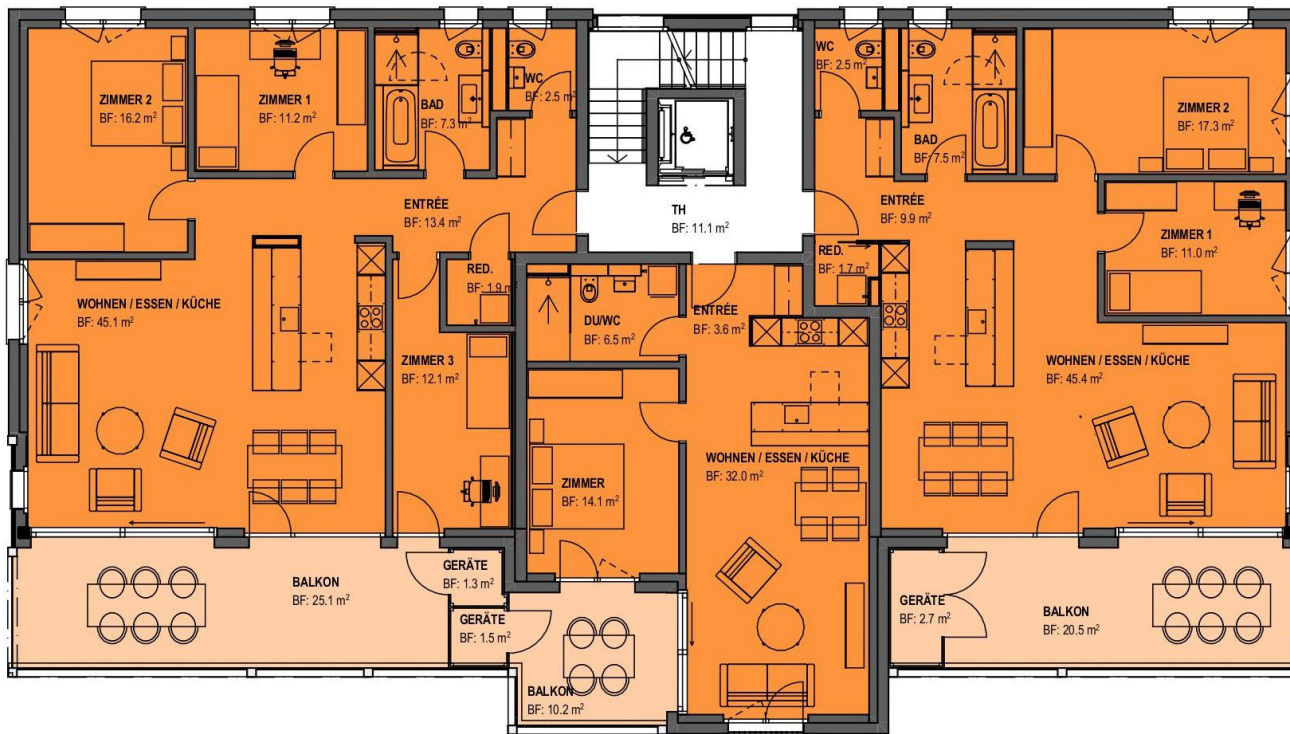 ZIMMER 2
BF: 16.2 m²
ZIMMER 1
BF: 11.2 m²
BAD
BF: 7.3 m²
WC
BF: 2.5 m²
WC
BF: 2.5 m²
BAD
BF: 7.5 m²
ZIMMER 2
BF: 17.3 m²
ENTRÉE
BF: 13.4 m²
TH
BF: 11.1 m²
ENTRÉE
BF: 9.9 m²
ZIMMER 1
BF: 11.0 m²
RED.
BF: 1.9 m²
RED.
BF: 1.7 m²
WOHNEN / ESSEN / KÜCHE
BF: 45.1 m²
DU/WC
BF: 6.5 m²
ENTRÉE
BF: 3.6 m²
ZIMMER 3
BF: 12.1 m²
WOHNEN / ESSEN / KÜCHE
BF: 45.4 m²
ZIMMER
BF: 14.1 m²
WOHNEN / ESSEN / KÜCHE
BF: 32.0 m²
BALKON
BF: 25.1 m²
GERÄTE
BF: 1.3 m²
GERÄTE
BF: 1.5 m²
GERÄTE
BF: 2.7 m²
BALKON
BF: 20.5 m²
BALKON
BF: 10.2 m²